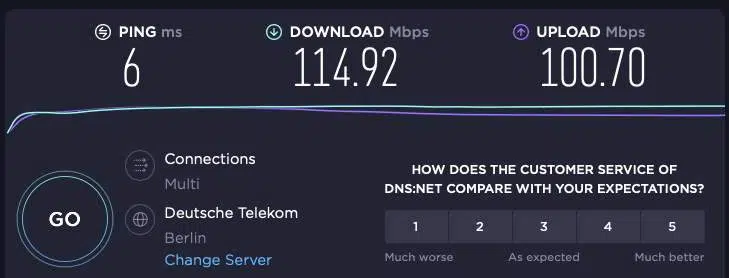 PING ms
DOWNLOAD Mbps
UPLOAD Mbps
6
114.92
100.70
GO
Connections
Multi
Deutsche Telekom
Berlin
Change Server
HOW DOES THE CUSTOMER SERVICE OF
DNS:NET COMPARE WITH YOUR EXPECTATIONS?
1 2 3 4 5
Much worse As expected Much better